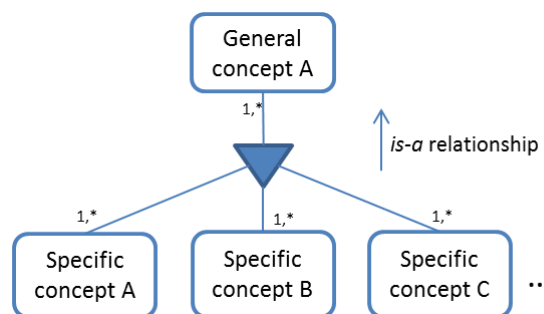 General
concept A
1,*
is-a relationship
1,*
1,*
1,*
Specific
concept A
Specific
concept B
Specific
concept C
..